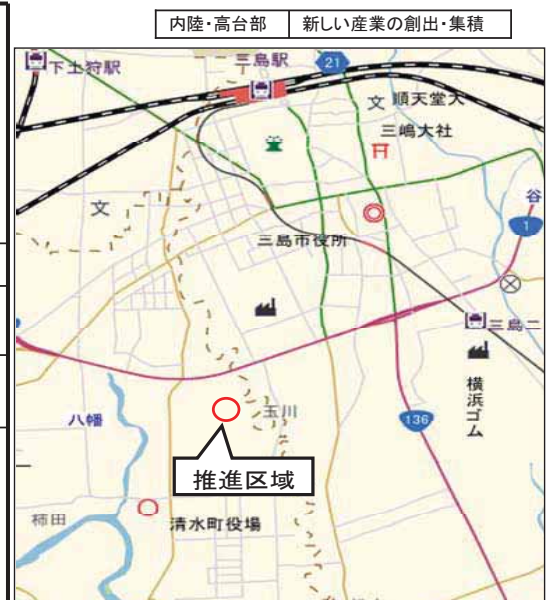 内陸・高台部 新しい産業の創出・集積
下土狩駅
三島駅
21
文 順天堂大
三嶋大社
文
谷
1
三島市役所
三島二
横浜ゴム
八幡
玉川
136
推進区域
柿田
清水町役場